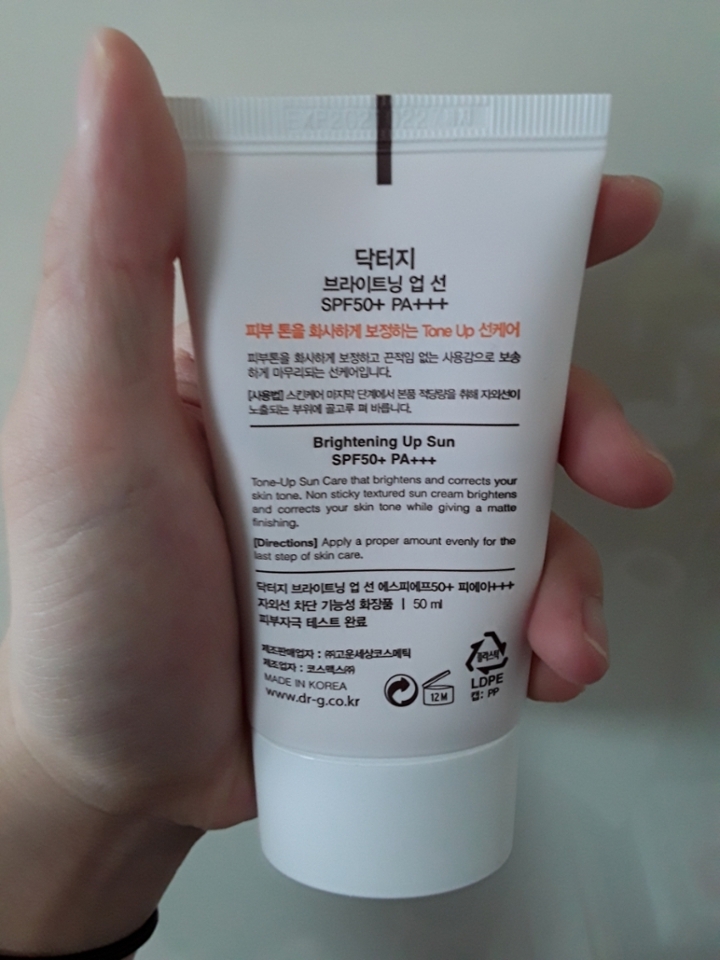 닥터지
브라이트닝 업 선
SPF50+ PA+++
피부 톤을 화사하게 보정하는 Tone Up 선케어
피부톤을 화사하게 보정하고 끈적임 없는 사용감으로 보송
하게 마무리되는 선케어입니다.
[사용법] 스킨케어 마지막 단계에서 본품 적당량을 취해 자외선이
노출되는 부위에 골고루 펴 바릅니다.
Brightening Up Sun
SPF50+ PA+++
Tone-Up Sun Care that brightens and corrects your
skin tone. Non sticky textured sun cream brightens
and corrects your skin tone while giving a matte
finishing.
[Directions] Apply a proper amount evenly for the
last step of skin care.
닥터지 브라이트닝 업 선 에스피에프50+ 피에이+++
자외선 차단 기능성 화장품 | 50 ml
피부자극 테스트 완료
제조판매업자 : ㈜고운세상코스메틱
제조업자 : 코스맥스㈜
MADE IN KOREA
www.dr-g.co.kr
12M
플라스틱
LDPE
캡: PP